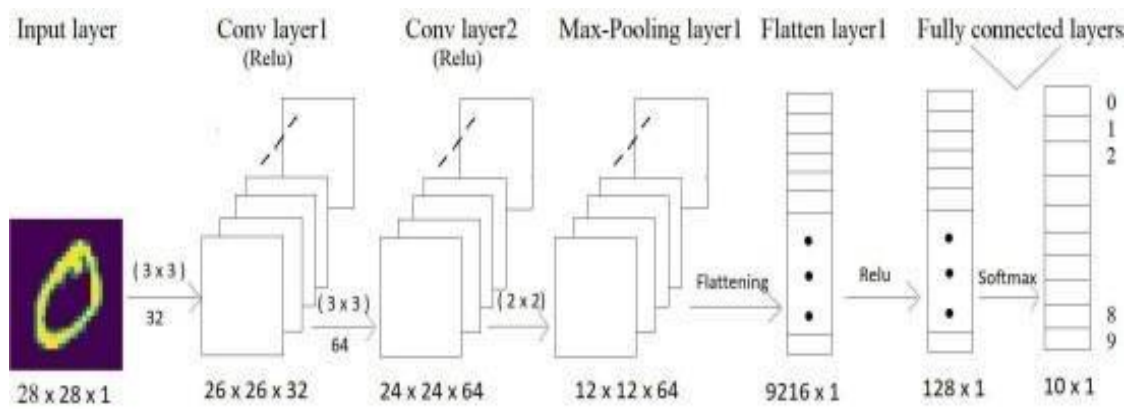 Input layer
Conv layer1
(Relu)
Conv layer2
(Relu)
Max-Pooling layer1
Flatten layer1
Fully connected layers
0
1
2
( 3 x 3 )
32
(3 x 3)
64
( 2 x 2)
Flattening
Relu
Softmax
8
9
28 x 28 x 1
26 x 26 x 32
24 x 24 x 64
12 x 12 x 64
9216 x 1
128 x 1
10 x 1